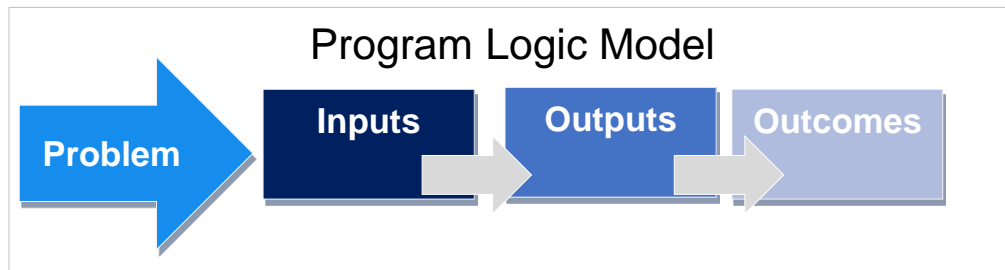 Program Logic Model
Problem
Inputs
Outputs
Outcomes